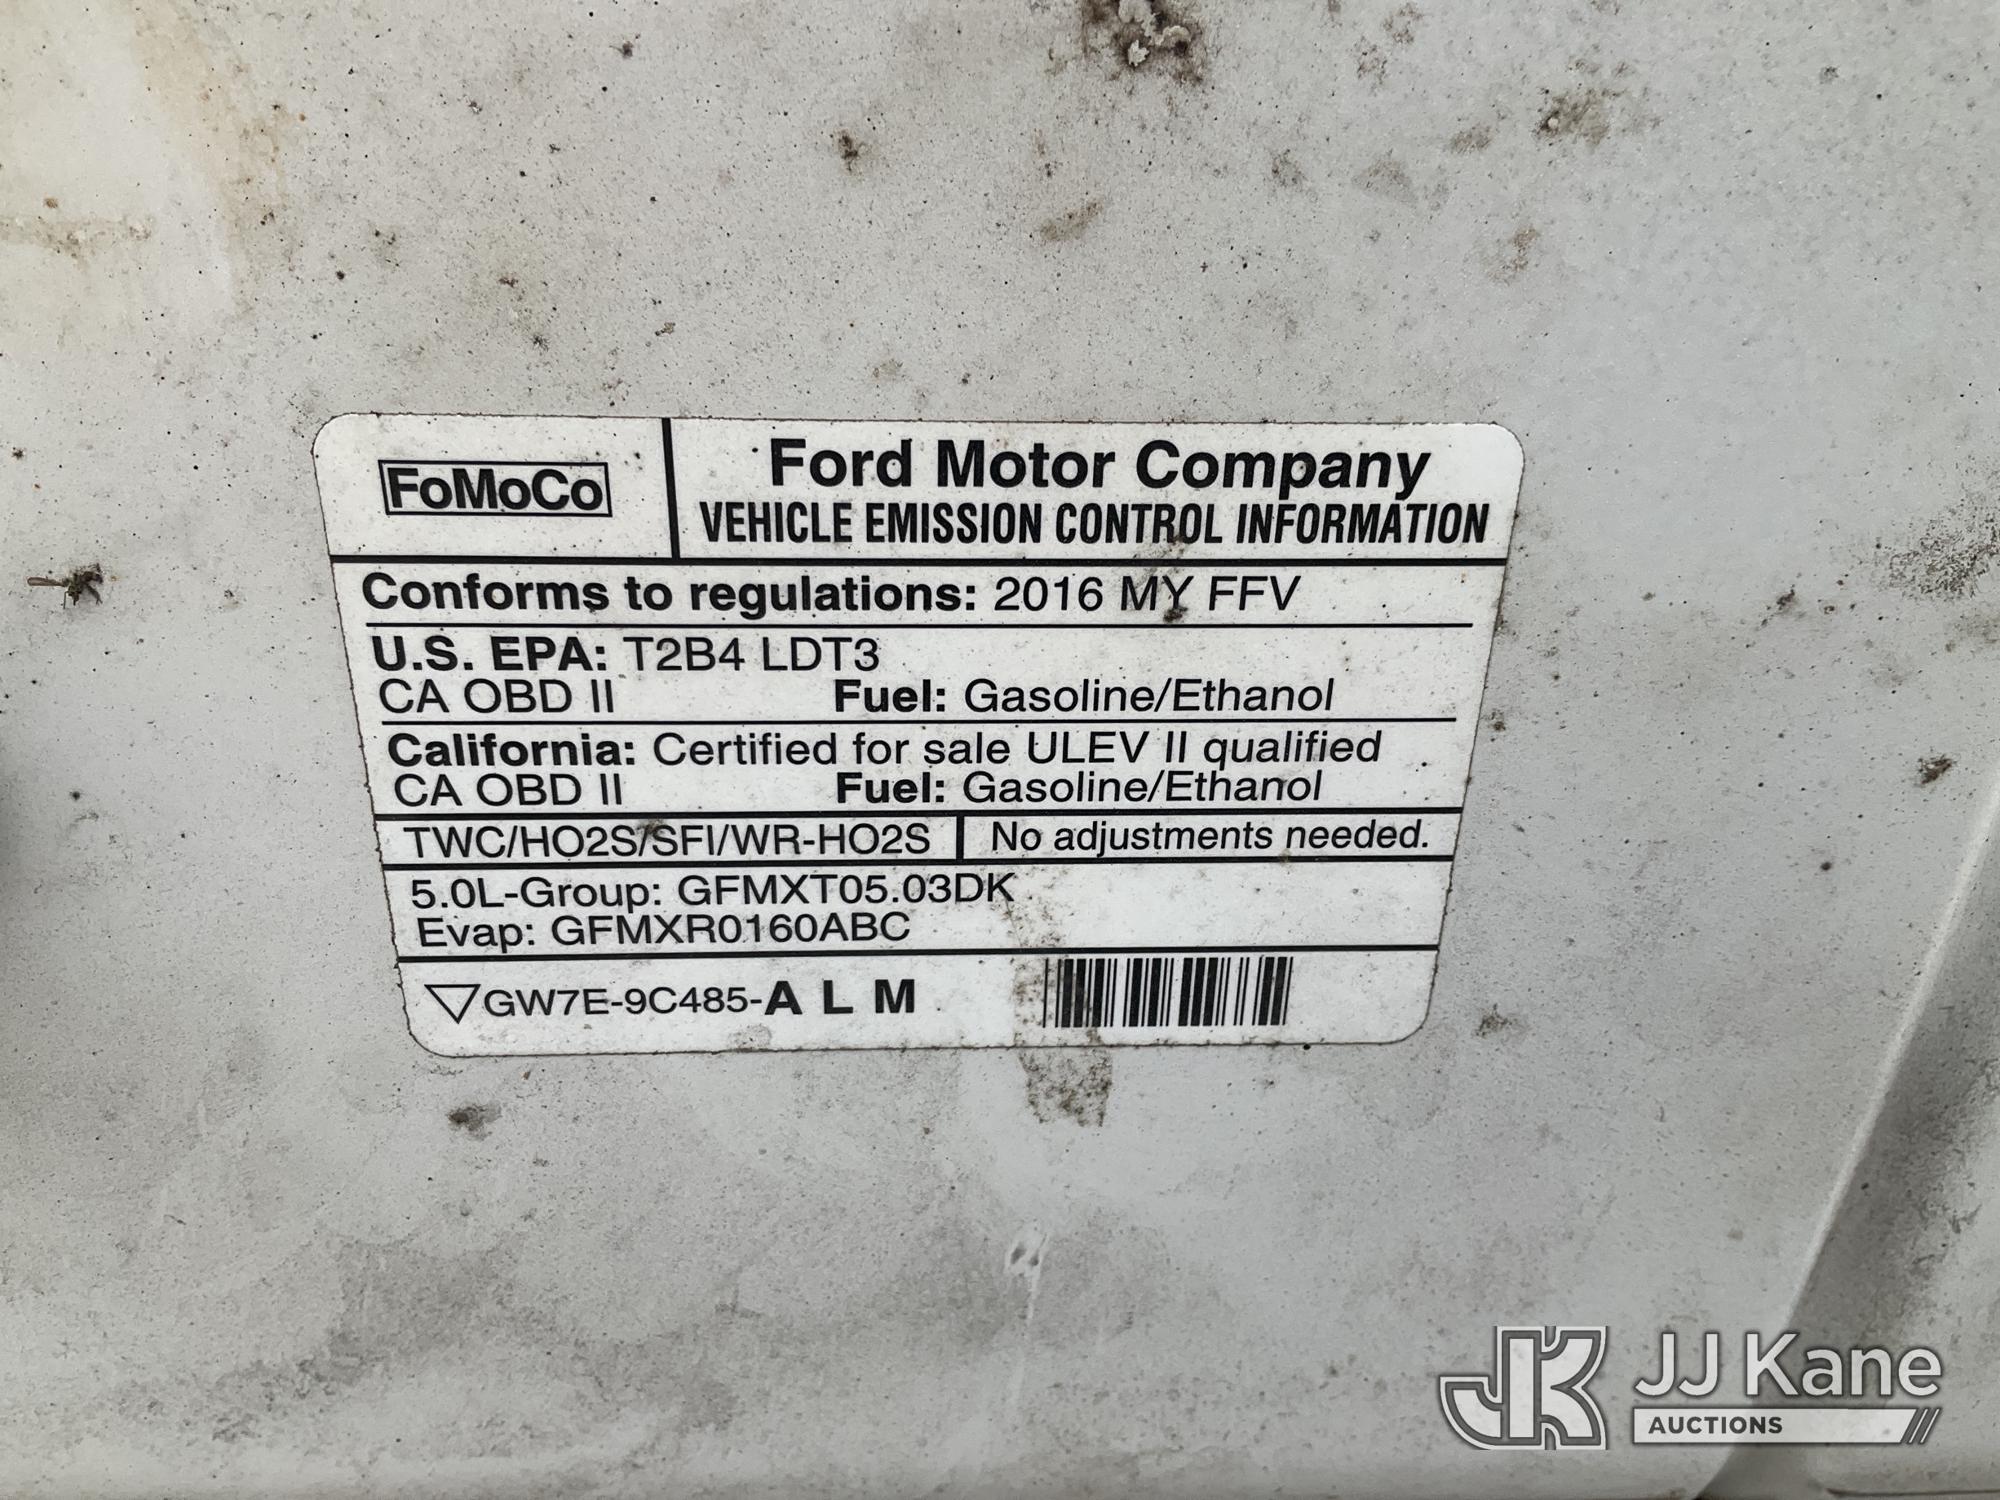 FoMoCo
Ford Motor Company
VEHICLE EMISSION CONTROL INFORMATION
Conforms to regulations: 2016 MY FFV
U.S. EPA: T2B4 LDT3
CA OBD II Fuel: Gasoline/Ethanol
California: Certified for sale ULEV II qualified
CA OBD II Fuel: Gasoline/Ethanol
TWC/HO2S/SFI/WR-HO2S No adjustments needed.
5.0L-Group: GFMXT05.03DK
Evap: GFMXR0160ABC
GW7E-9C485-A L M
JK JJ Kane
AUCTIONS